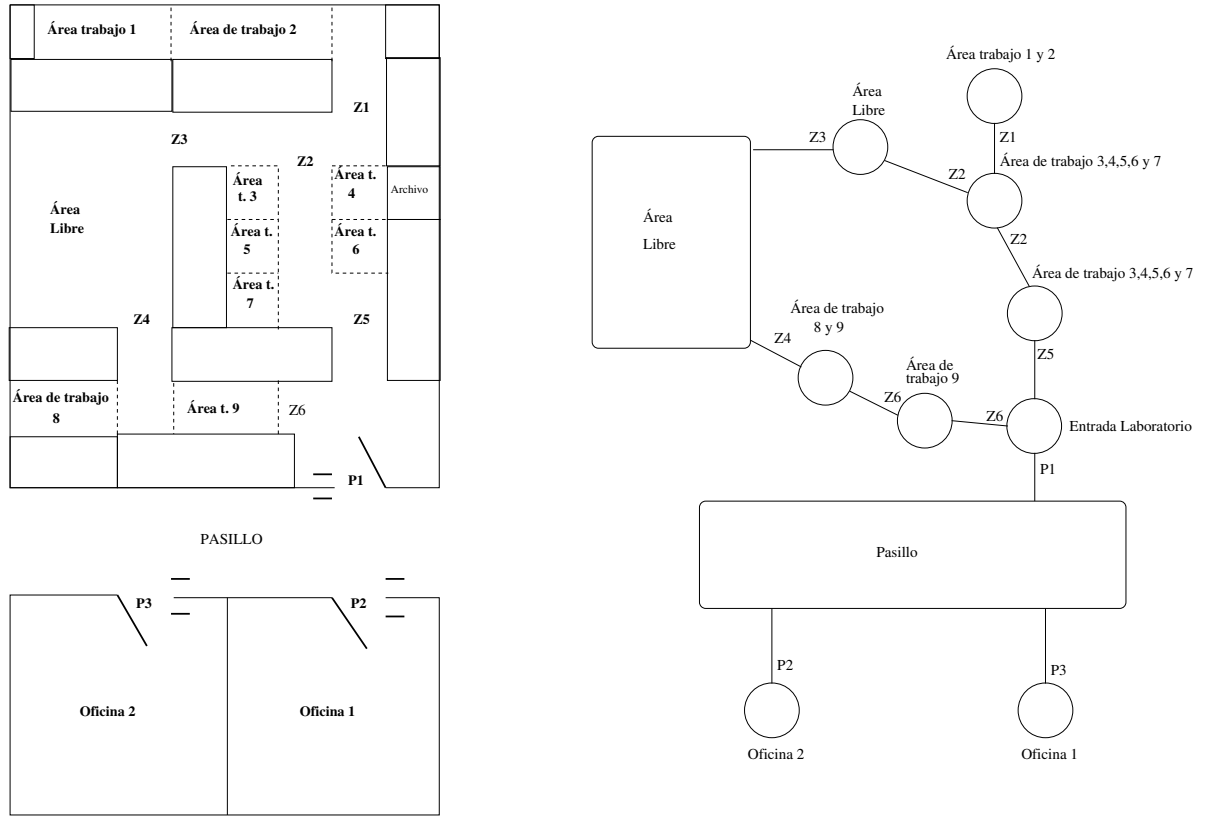 Área trabajo 1
Área de trabajo 2
Z1
Z3
Z2
Área
t. 3
Área t.
4
Archivo
Área
Libre
Área t.
5
Área t.
6
Área t.
7
Z4
Z5
Área de trabajo
8
Área t. 9
Z6
P1
PASILLO
P3
P2
Oficina 2
Oficina 1
Área trabajo 1 y 2
Área
Libre
Z3
Z1
Área de trabajo 3,4,5,6 y 7
Z2
Área
Libre
Z2
Área de trabajo 3,4,5,6 y 7
Área de trabajo
8 y 9
Z4
Z5
Área de
trabajo 9
Z6
Z6
Entrada Laboratorio
P1
Pasillo
P2
P3
Oficina 2
Oficina 1